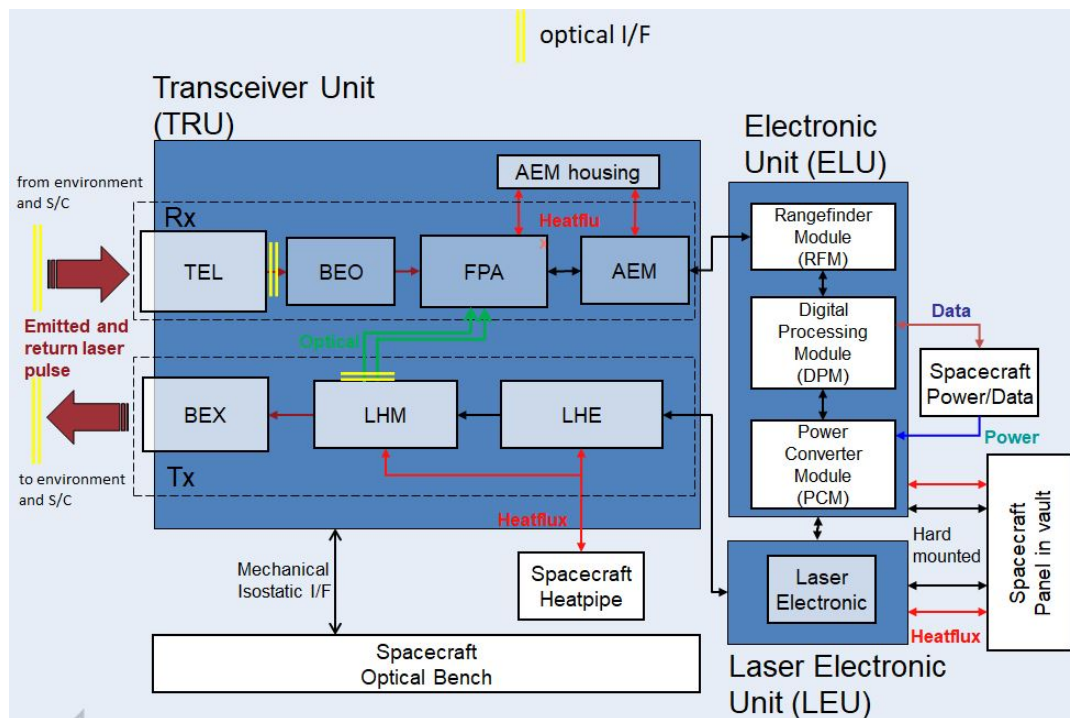 optical I/F
Transceiver Unit
(TRU)
Electronic
Unit (ELU)
from environment
and S/C
AEM housing
Rx
Heatflu
x
TEL
BEO
FPA
AEM
Rangefinder
Module
(RFM)
Emitted and
return laser
pulse
Optical
Digital
Processing
Module
(DPM)
Data
Spacecraft
Power/Data
BEX
LHM
LHE
Power
Converter
Module
(PCM)
Power
to environment
and S/C
Tx
Heatflux
Mechanical
Isostatic I/F
Spacecraft
Heatpipe
Hard
mounted
Spacecraft
Panel in vault
Laser
Electronic
Heatflux
Spacecraft
Optical Bench
Laser Electronic
Unit (LEU)